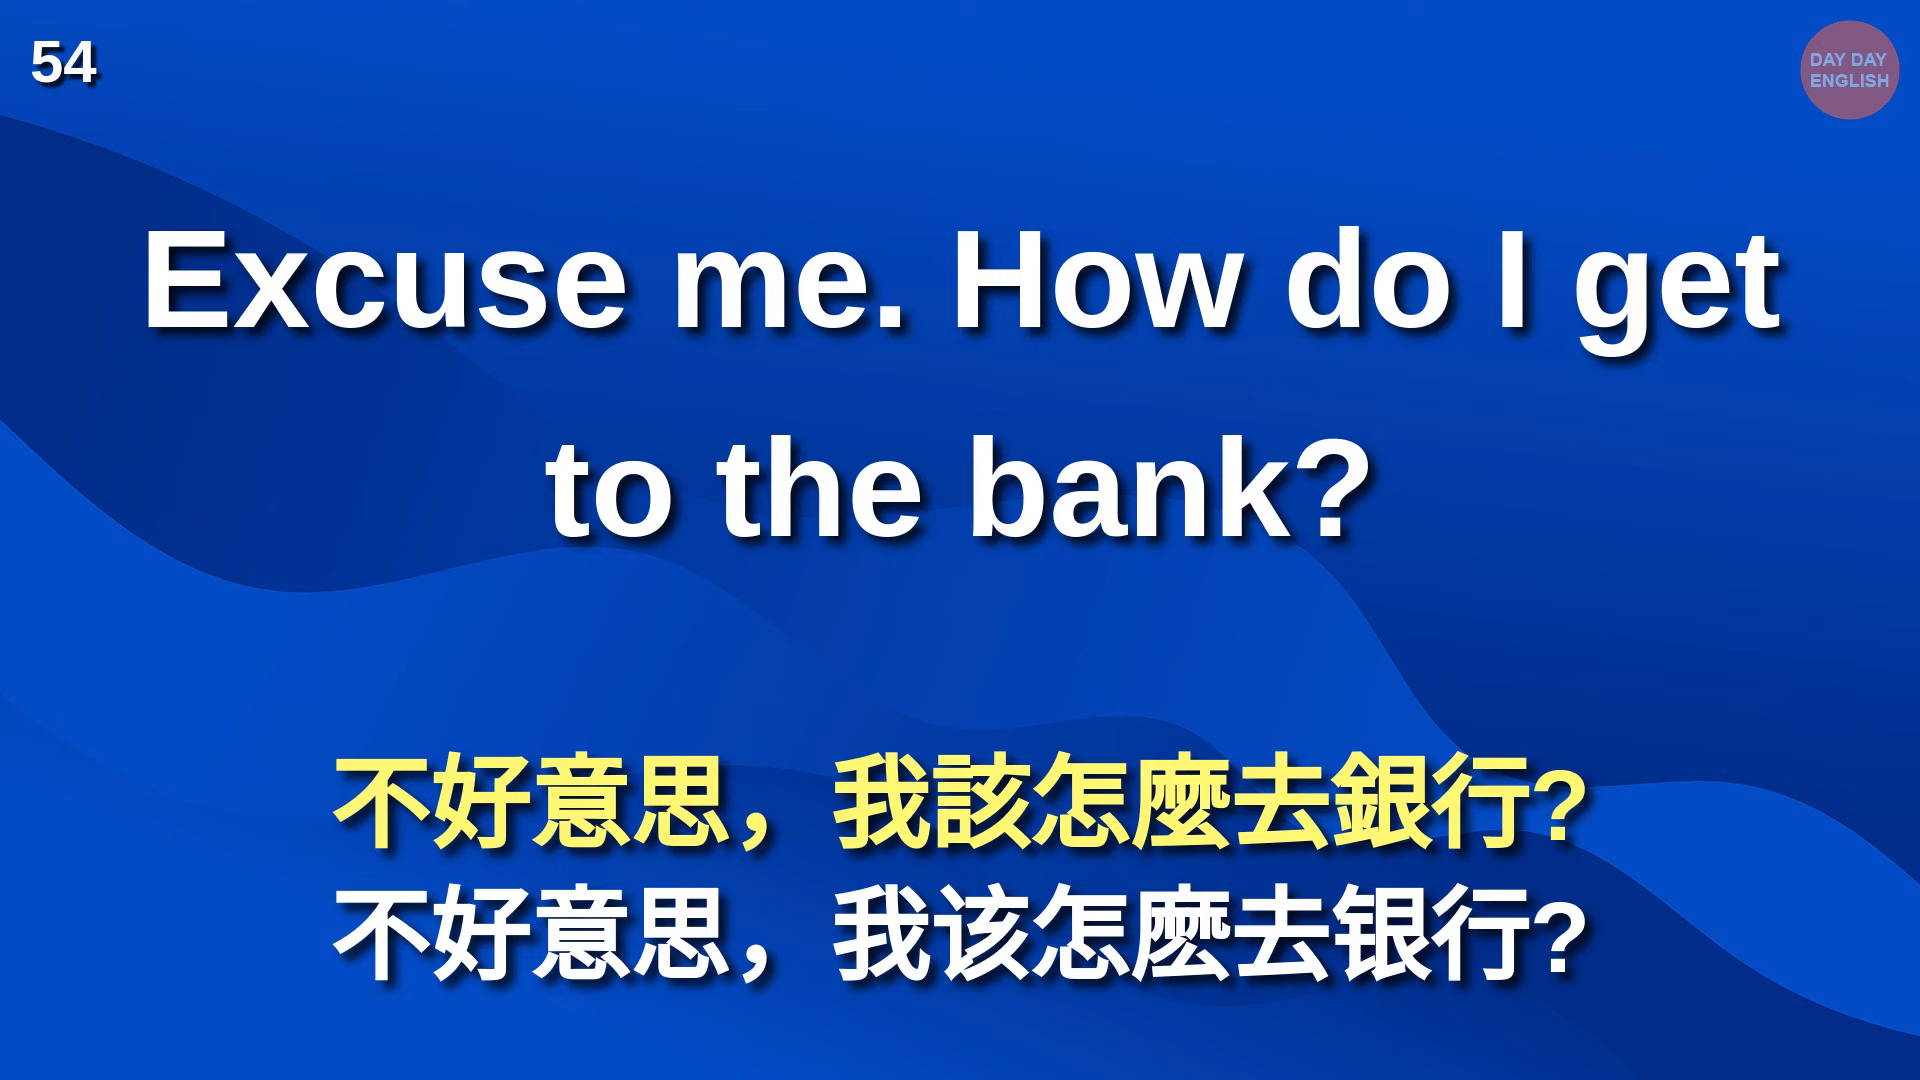 54
DAY DAY
ENGLISH
Excuse me. How do I get
to the bank?
不好意思，我該怎麼去銀行?
不好意思，我该怎麽去银行?